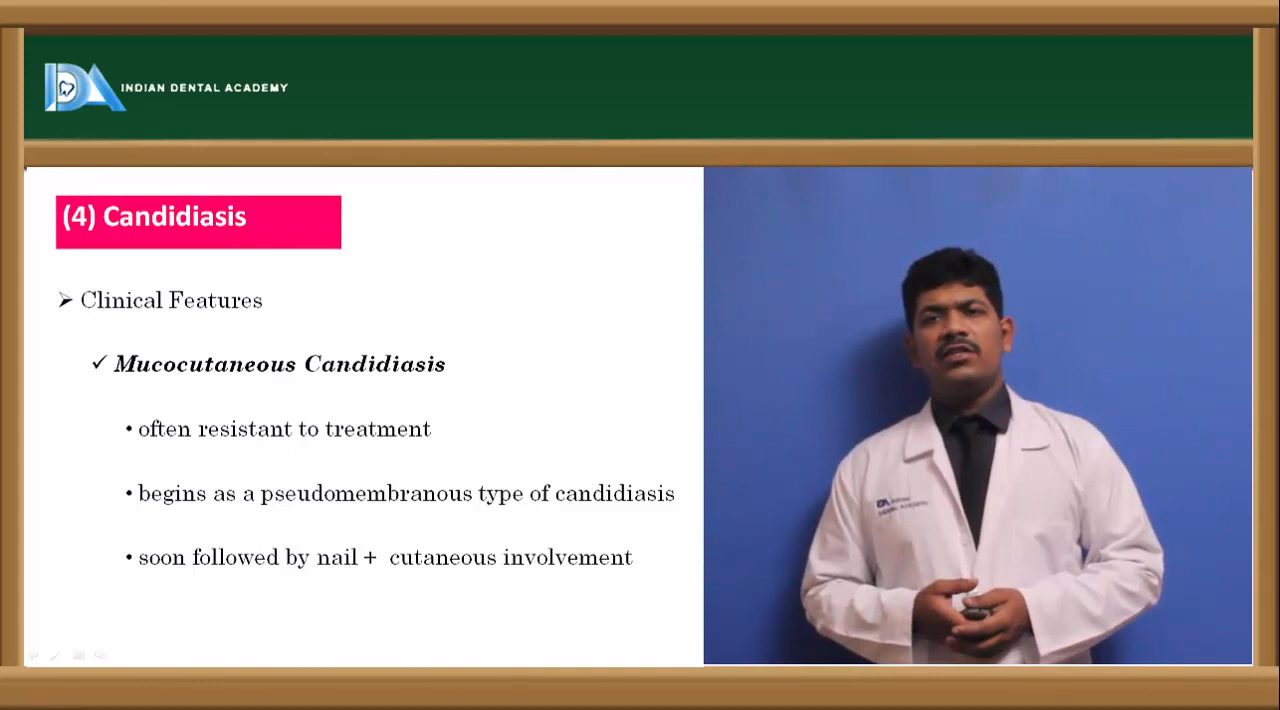 INDIAN DENTAL ACADEMY
(4) Candidiasis
➢ Clinical Features
✓ Mucocutaneous Candidiasis
• often resistant to treatment
• begins as a pseudomembranous type of candidiasis
• soon followed by nail + cutaneous involvement